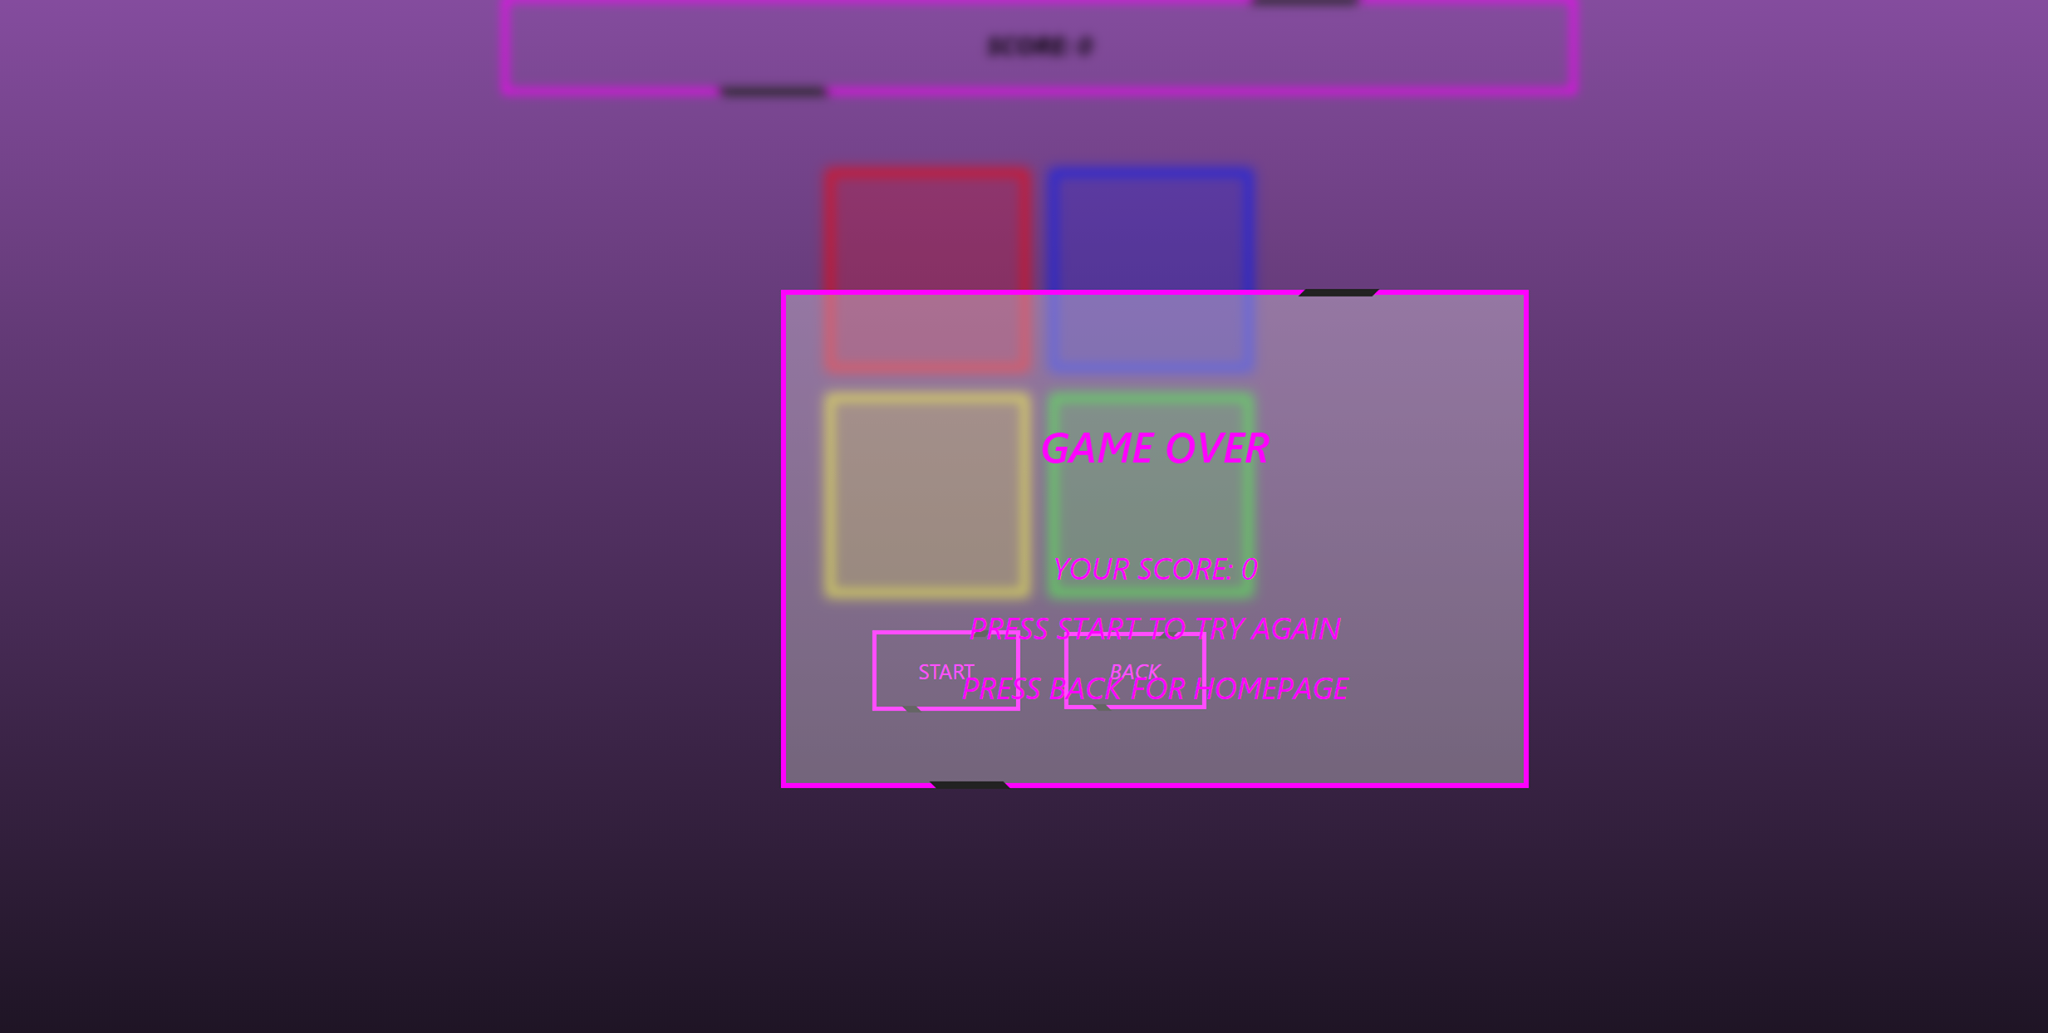 SCORE: 0
GAME OVER
YOUR SCORE: 0
PRESS START TO TRY AGAIN
START
BACK
PRESS BACK FOR HOMEPAGE